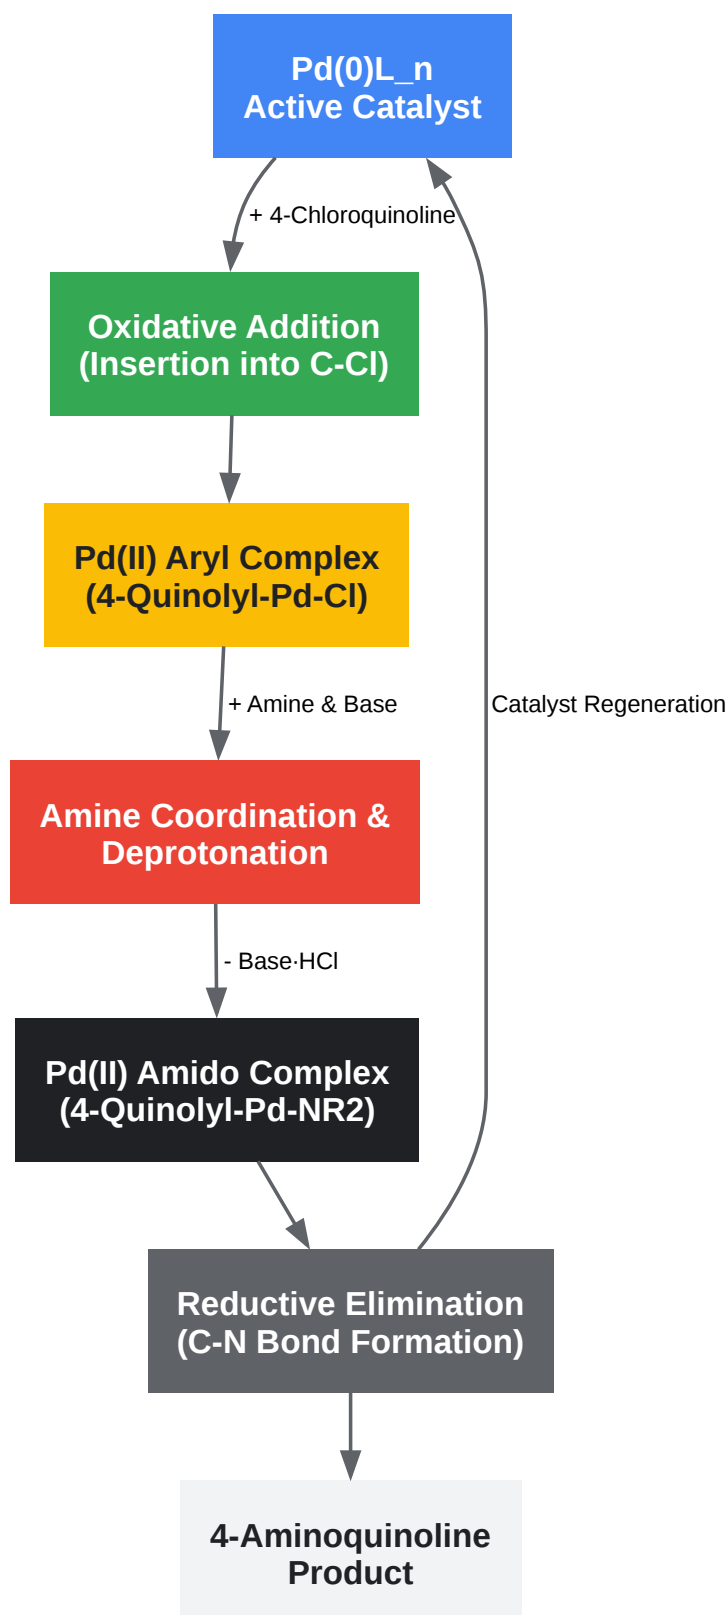 Pd(0)L_n
Active Catalyst
+ 4-Chloroquinoline
Oxidative Addition
(Insertion into C-Cl)
Pd(II) Aryl Complex
(4-Quinolyl-Pd-Cl)
+ Amine & Base
Catalyst Regeneration
Amine Coordination &
Deprotonation
- Base·HCl
Pd(II) Amido Complex
(4-Quinolyl-Pd-NR2)
Reductive Elimination
(C-N Bond Formation)
4-Aminoquinoline
Product